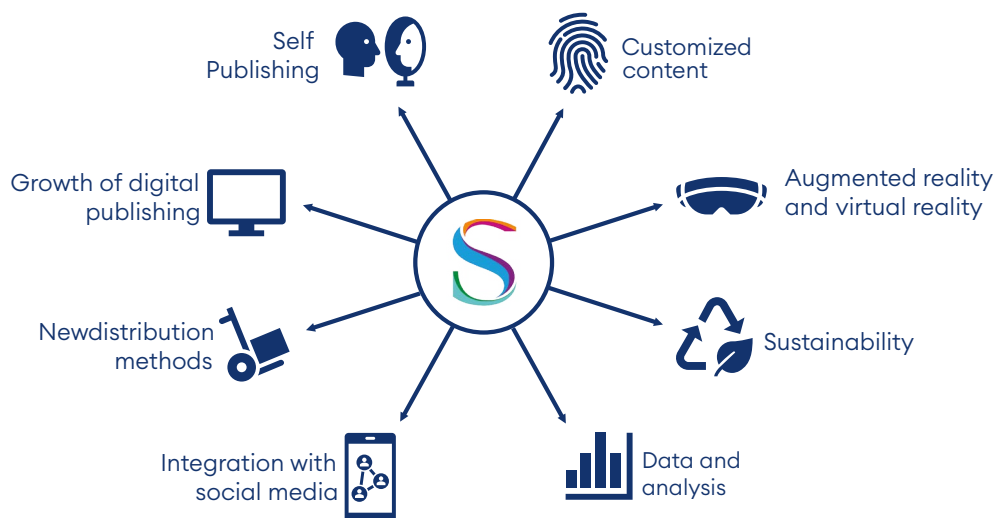 Self
Publishing
Customized
content
Growth of digital
publishing
Augmented reality
and virtual reality
S
Newdistribution
methods
Sustainability
Integration with
social media
Data and
analysis